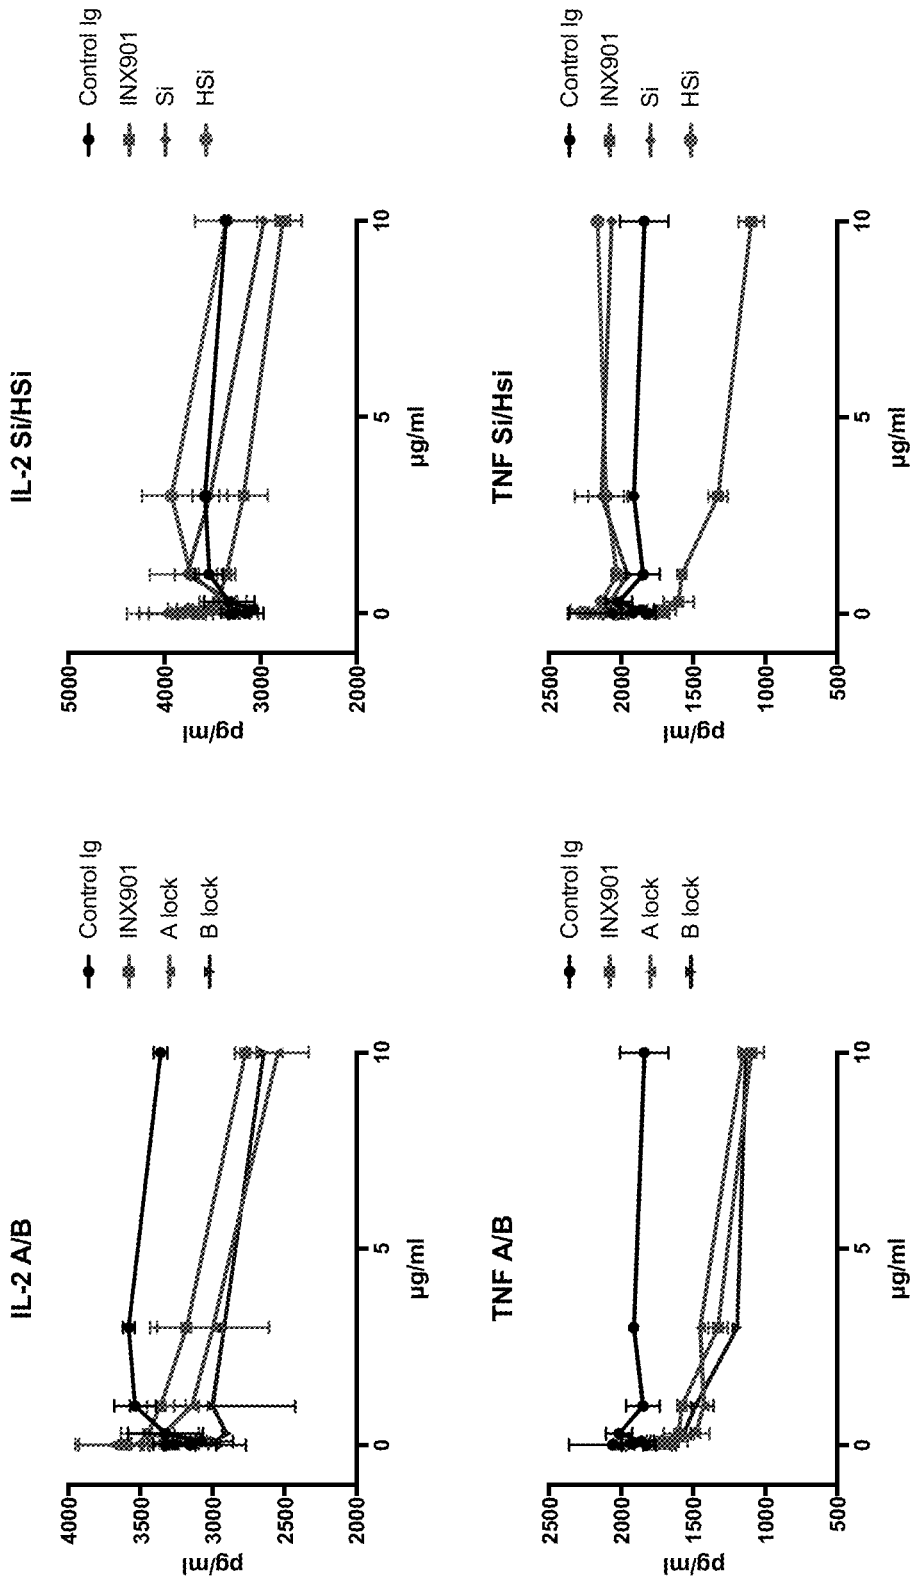 IL-2 A/B
5000
4000
3500
3000
2500
2000
pg/ml
0
5
10
µg/ml
Control Ig
INX901
A lock
B lock
IL-2 Si/HSi
5000
4000
3000
2000
pg/ml
0
5
10
µg/ml
Control Ig
INX901
Si
HSi
TNF A/B
2500
2000
1500
1000
500
pg/ml
0
5
10
µg/ml
Control Ig
INX901
A lock
B lock
TNF Si/Hsi
2500
2000
1500
1000
500
pg/ml
0
5
10
µg/ml
Control Ig
INX901
Si
HSi